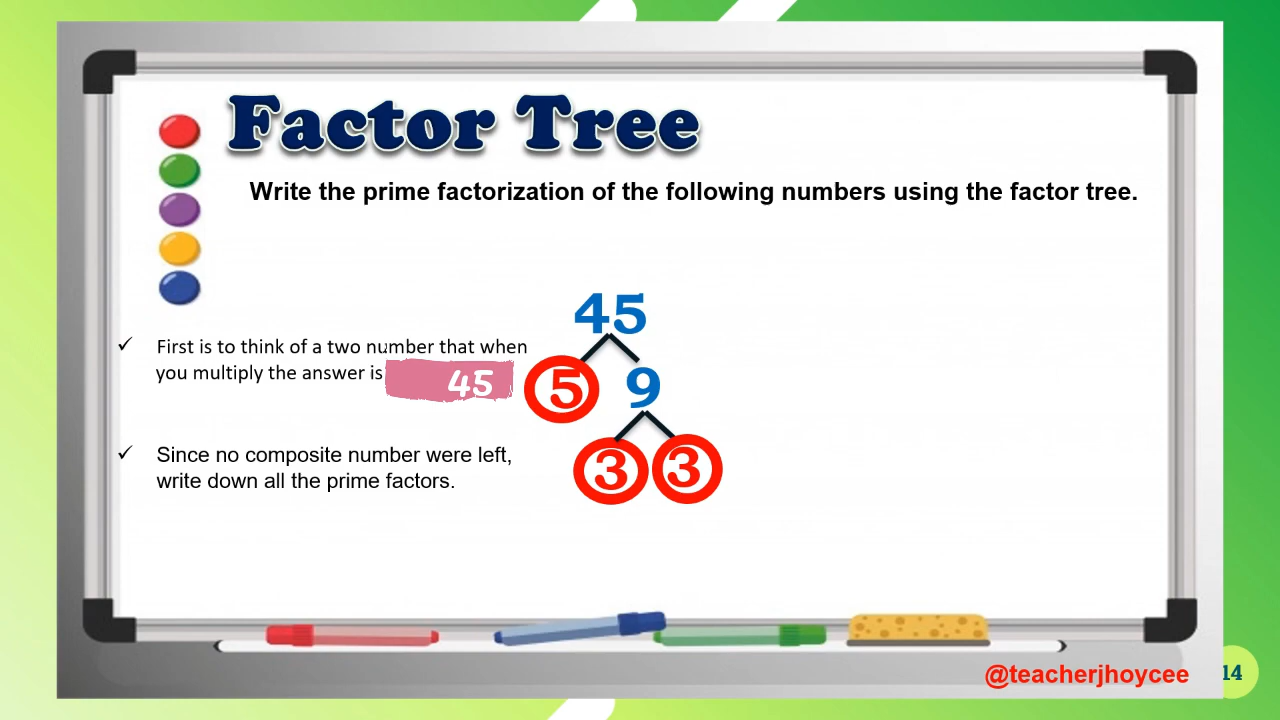 Factor Tree
Write the prime factorization of the following numbers using the factor tree.
✓ First is to think of a two number that when
you multiply the answer is 45
✓ Since no composite number were left,
write down all the prime factors.
45
5 9
3 3
@teacherjhoycee
14